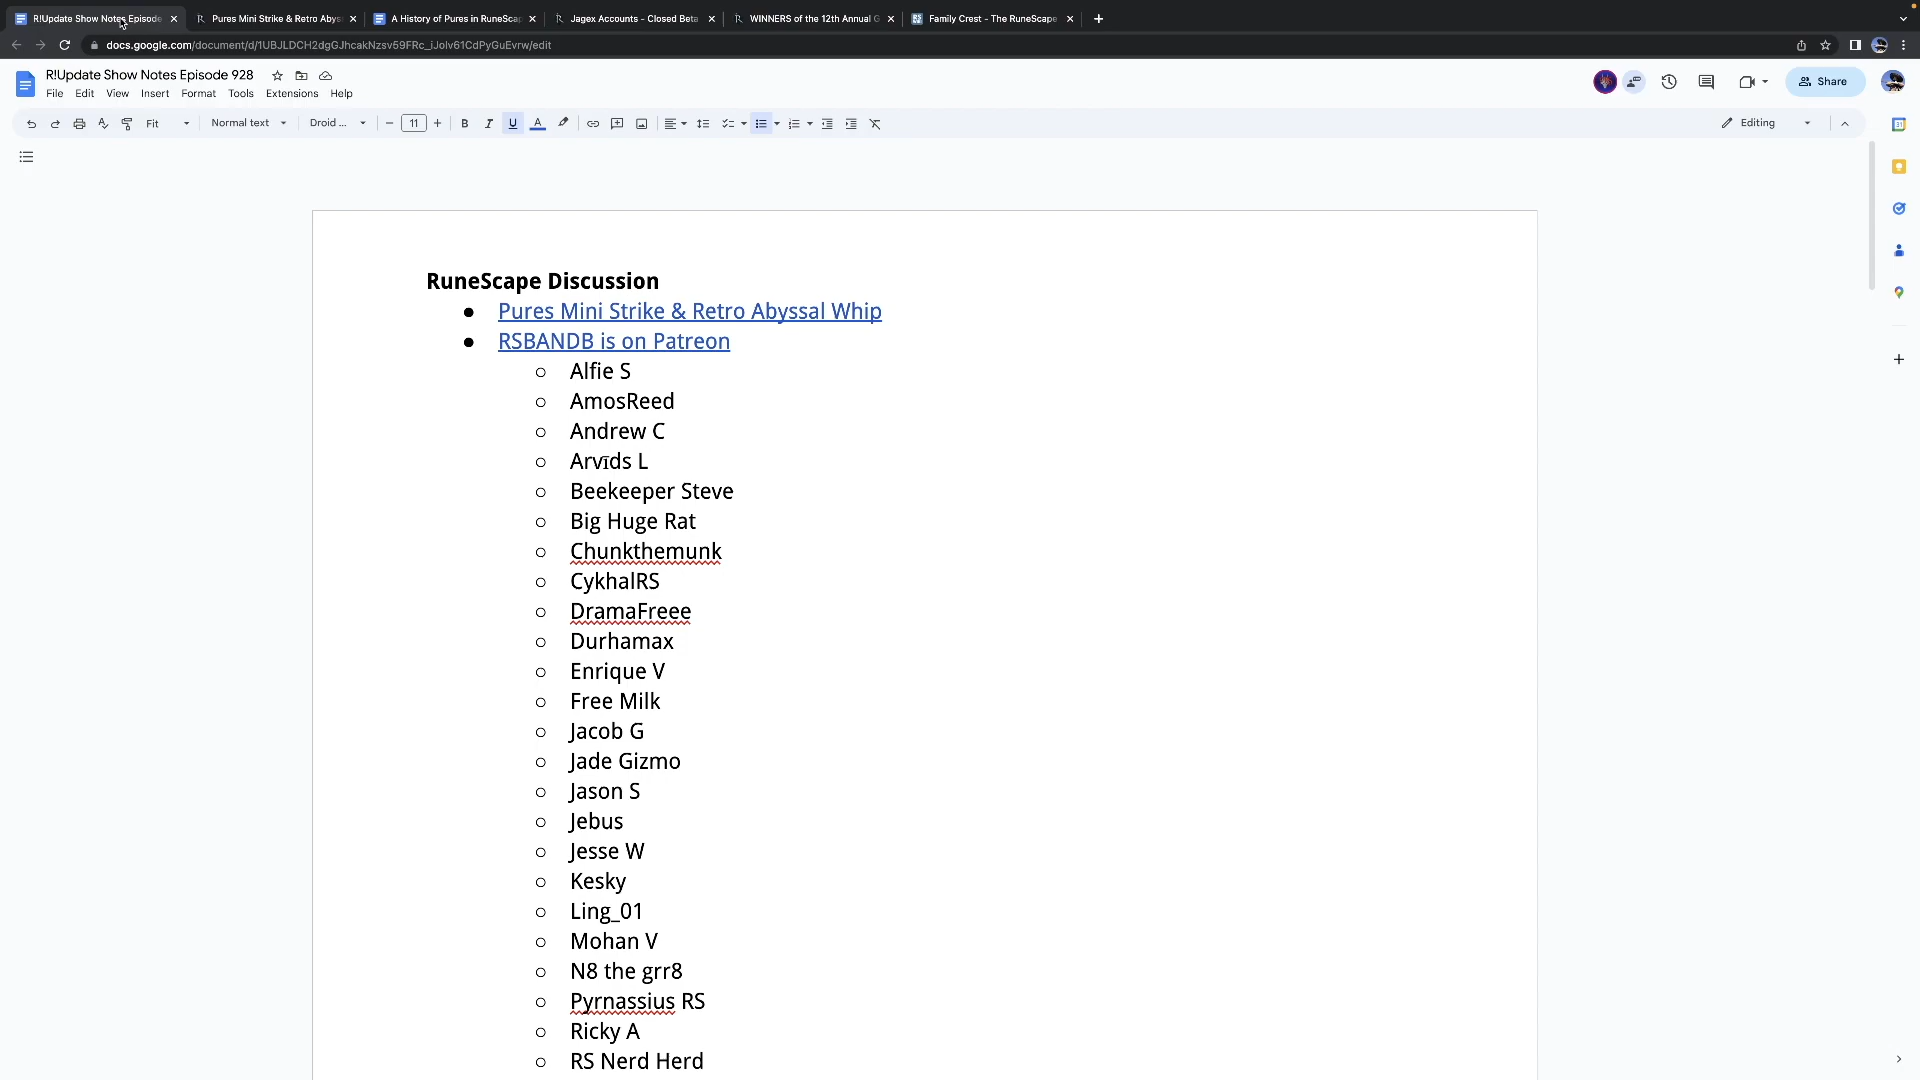 R!Update Show Notes Episode
Pures Mini Strike & Retro Abys
A History of Pures in RuneScap
Jagex Accounts - Closed Beta
WINNERS of the 12th Annual G
Family Crest - The RuneScape
docs.google.com/document/d/1UBJLDCH2dgGJhcakNzsv59FRc_iJolv61CdPyGuEvrw/edit
R!Update Show Notes Episode 928
File Edit View Insert Format Tools Extensions Help
Share
Fit Normal text Droid ... 11 Editing
RuneScape Discussion
Pures Mini Strike & Retro Abyssal Whip
RSBANDB is on Patreon
Alfie S
AmosReed
Andrew C
Arvīds L
Beekeeper Steve
Big Huge Rat
Chunkthemunk
CykhalRS
DramaFreee
Durhamax
Enrique V
Free Milk
Jacob G
Jade Gizmo
Jason S
Jebus
Jesse W
Kesky
Ling_01
Mohan V
N8 the grr8
Pyrnassius RS
Ricky A
RS Nerd Herd